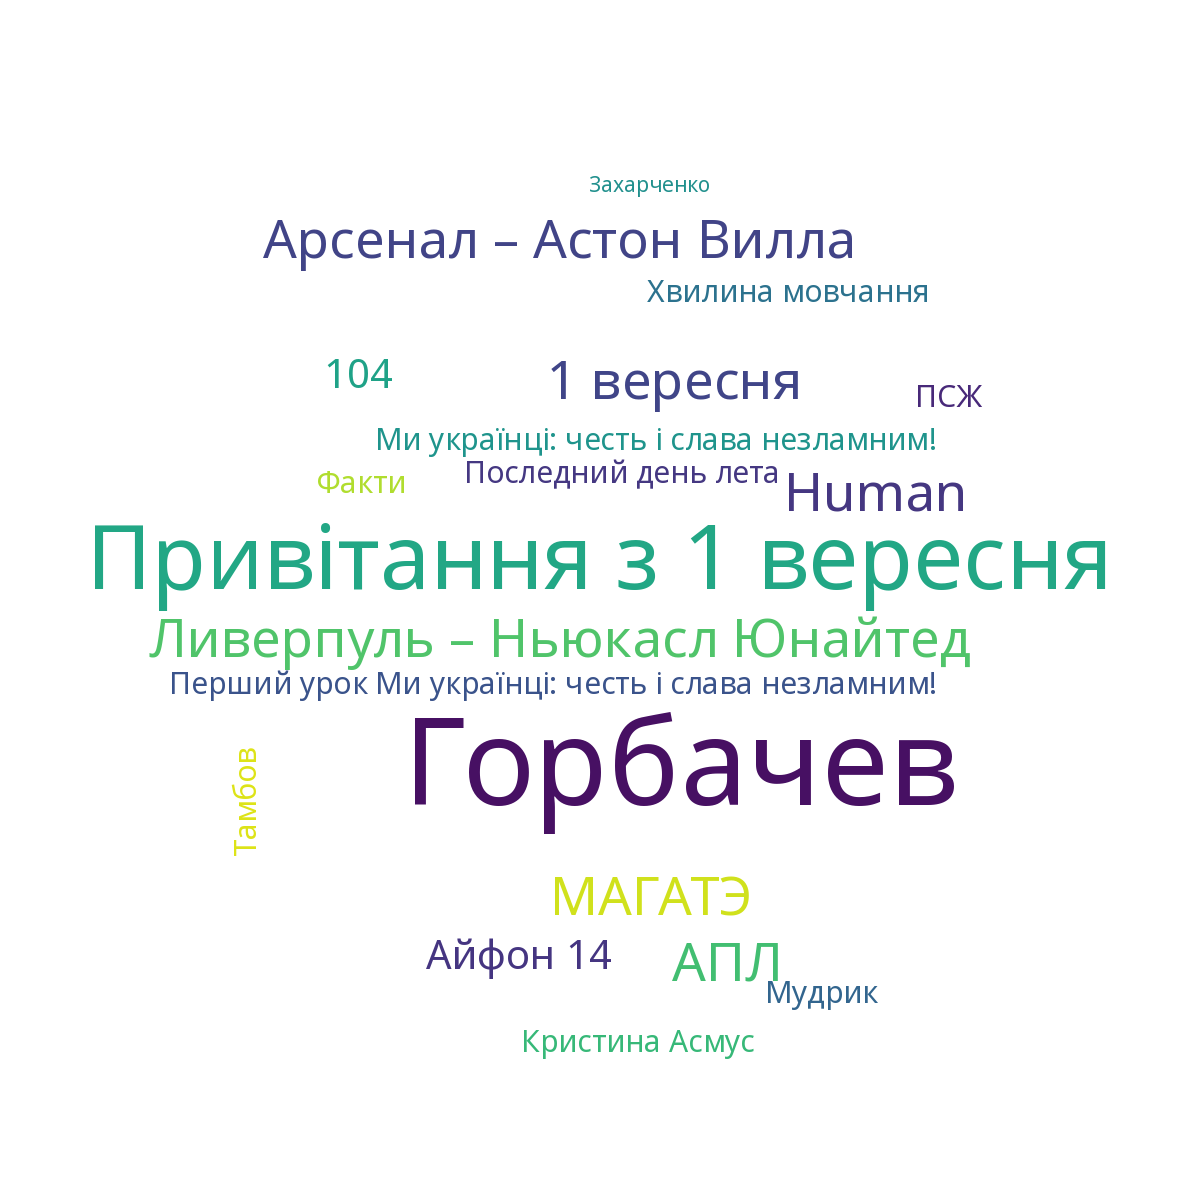 Захарченко
Арсенал – Астон Вилла
Хвилина мовчання
104
1 вересня
ПСЖ
Ми українці: честь і слава незламним!
Факти
Последний день лета
Human
Привітання з 1 вересня
Ливерпуль – Ньюкасл Юнайтед
Перший урок Ми українці: честь і слава незламним!
Горбачев
Тамбов
МАГАТЭ
Айфон 14
АПЛ
Мудрик
Кристина Асмус